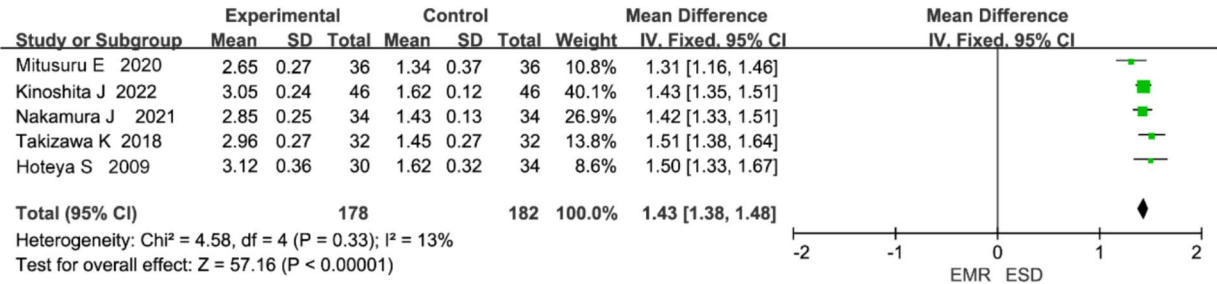 Experimental Control Mean Difference Mean Difference
Study or Subgroup Mean SD Total Mean SD Total Weight IV, Fixed, 95% CI IV, Fixed, 95% CI
Mitusuru E 2020 2.65 0.27 36 1.34 0.37 36 10.8% 1.31 [1.16, 1.46]
Kinoshita J 2022 3.05 0.24 46 1.62 0.12 46 40.1% 1.43 [1.35, 1.51]
Nakamura J 2021 2.85 0.25 34 1.43 0.13 34 26.9% 1.42 [1.33, 1.51]
Takizawa K 2018 2.96 0.27 32 1.45 0.27 32 13.8% 1.51 [1.38, 1.64]
Hoteya S 2009 3.12 0.36 30 1.62 0.32 34 8.6% 1.50 [1.33, 1.67]
Total (95% CI) 178 182 100.0% 1.43 [1.38, 1.48]
Heterogeneity: Chi² = 4.58, df = 4 (P = 0.33); I² = 13%
Test for overall effect: Z = 57.16 (P < 0.00001)
-2 -1 0 1 2
EMR ESD